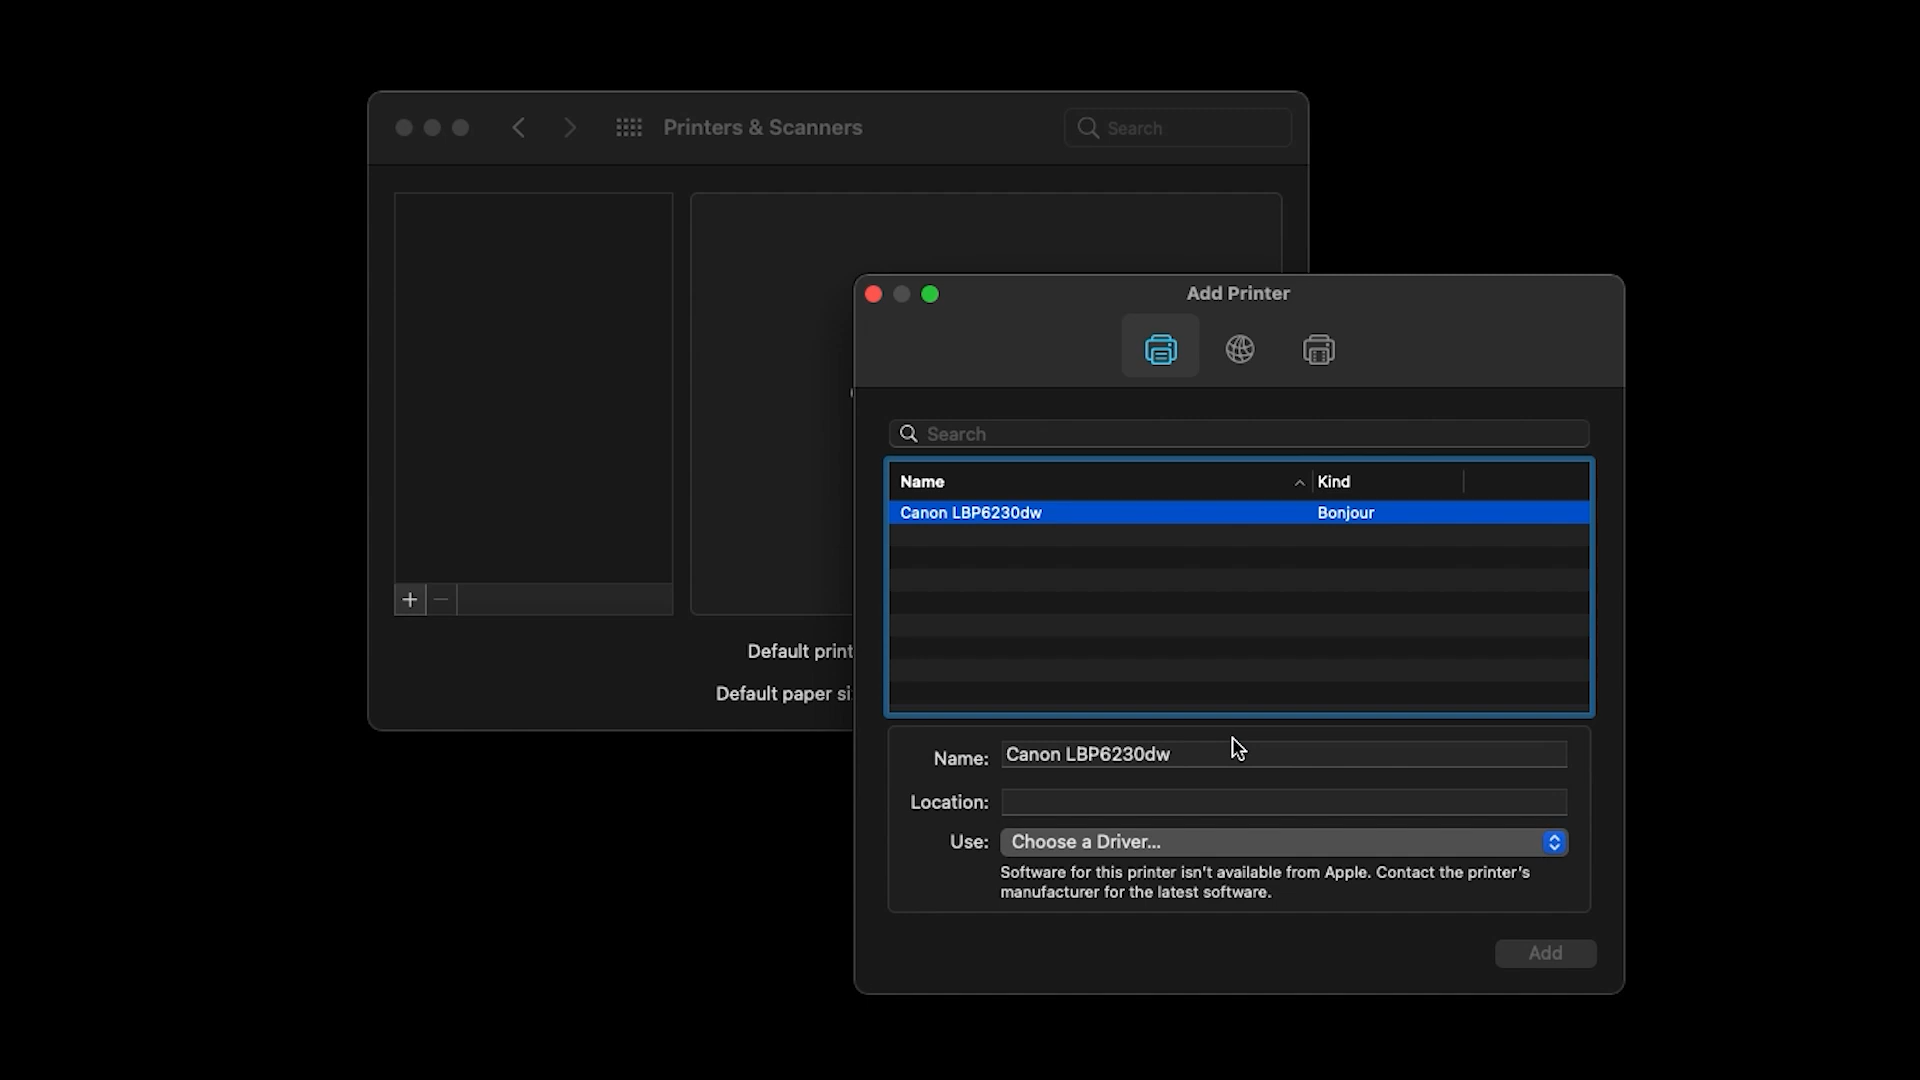 Printers & Scanners
Search
Default print
Default paper si
Add Printer
Search
Name Kind
Canon LBP6230dw Bonjour
Name: Canon LBP6230dw
Location:
Use: Choose a Driver...
Software for this printer isn't available from Apple. Contact the printer's
manufacturer for the latest software.
Add